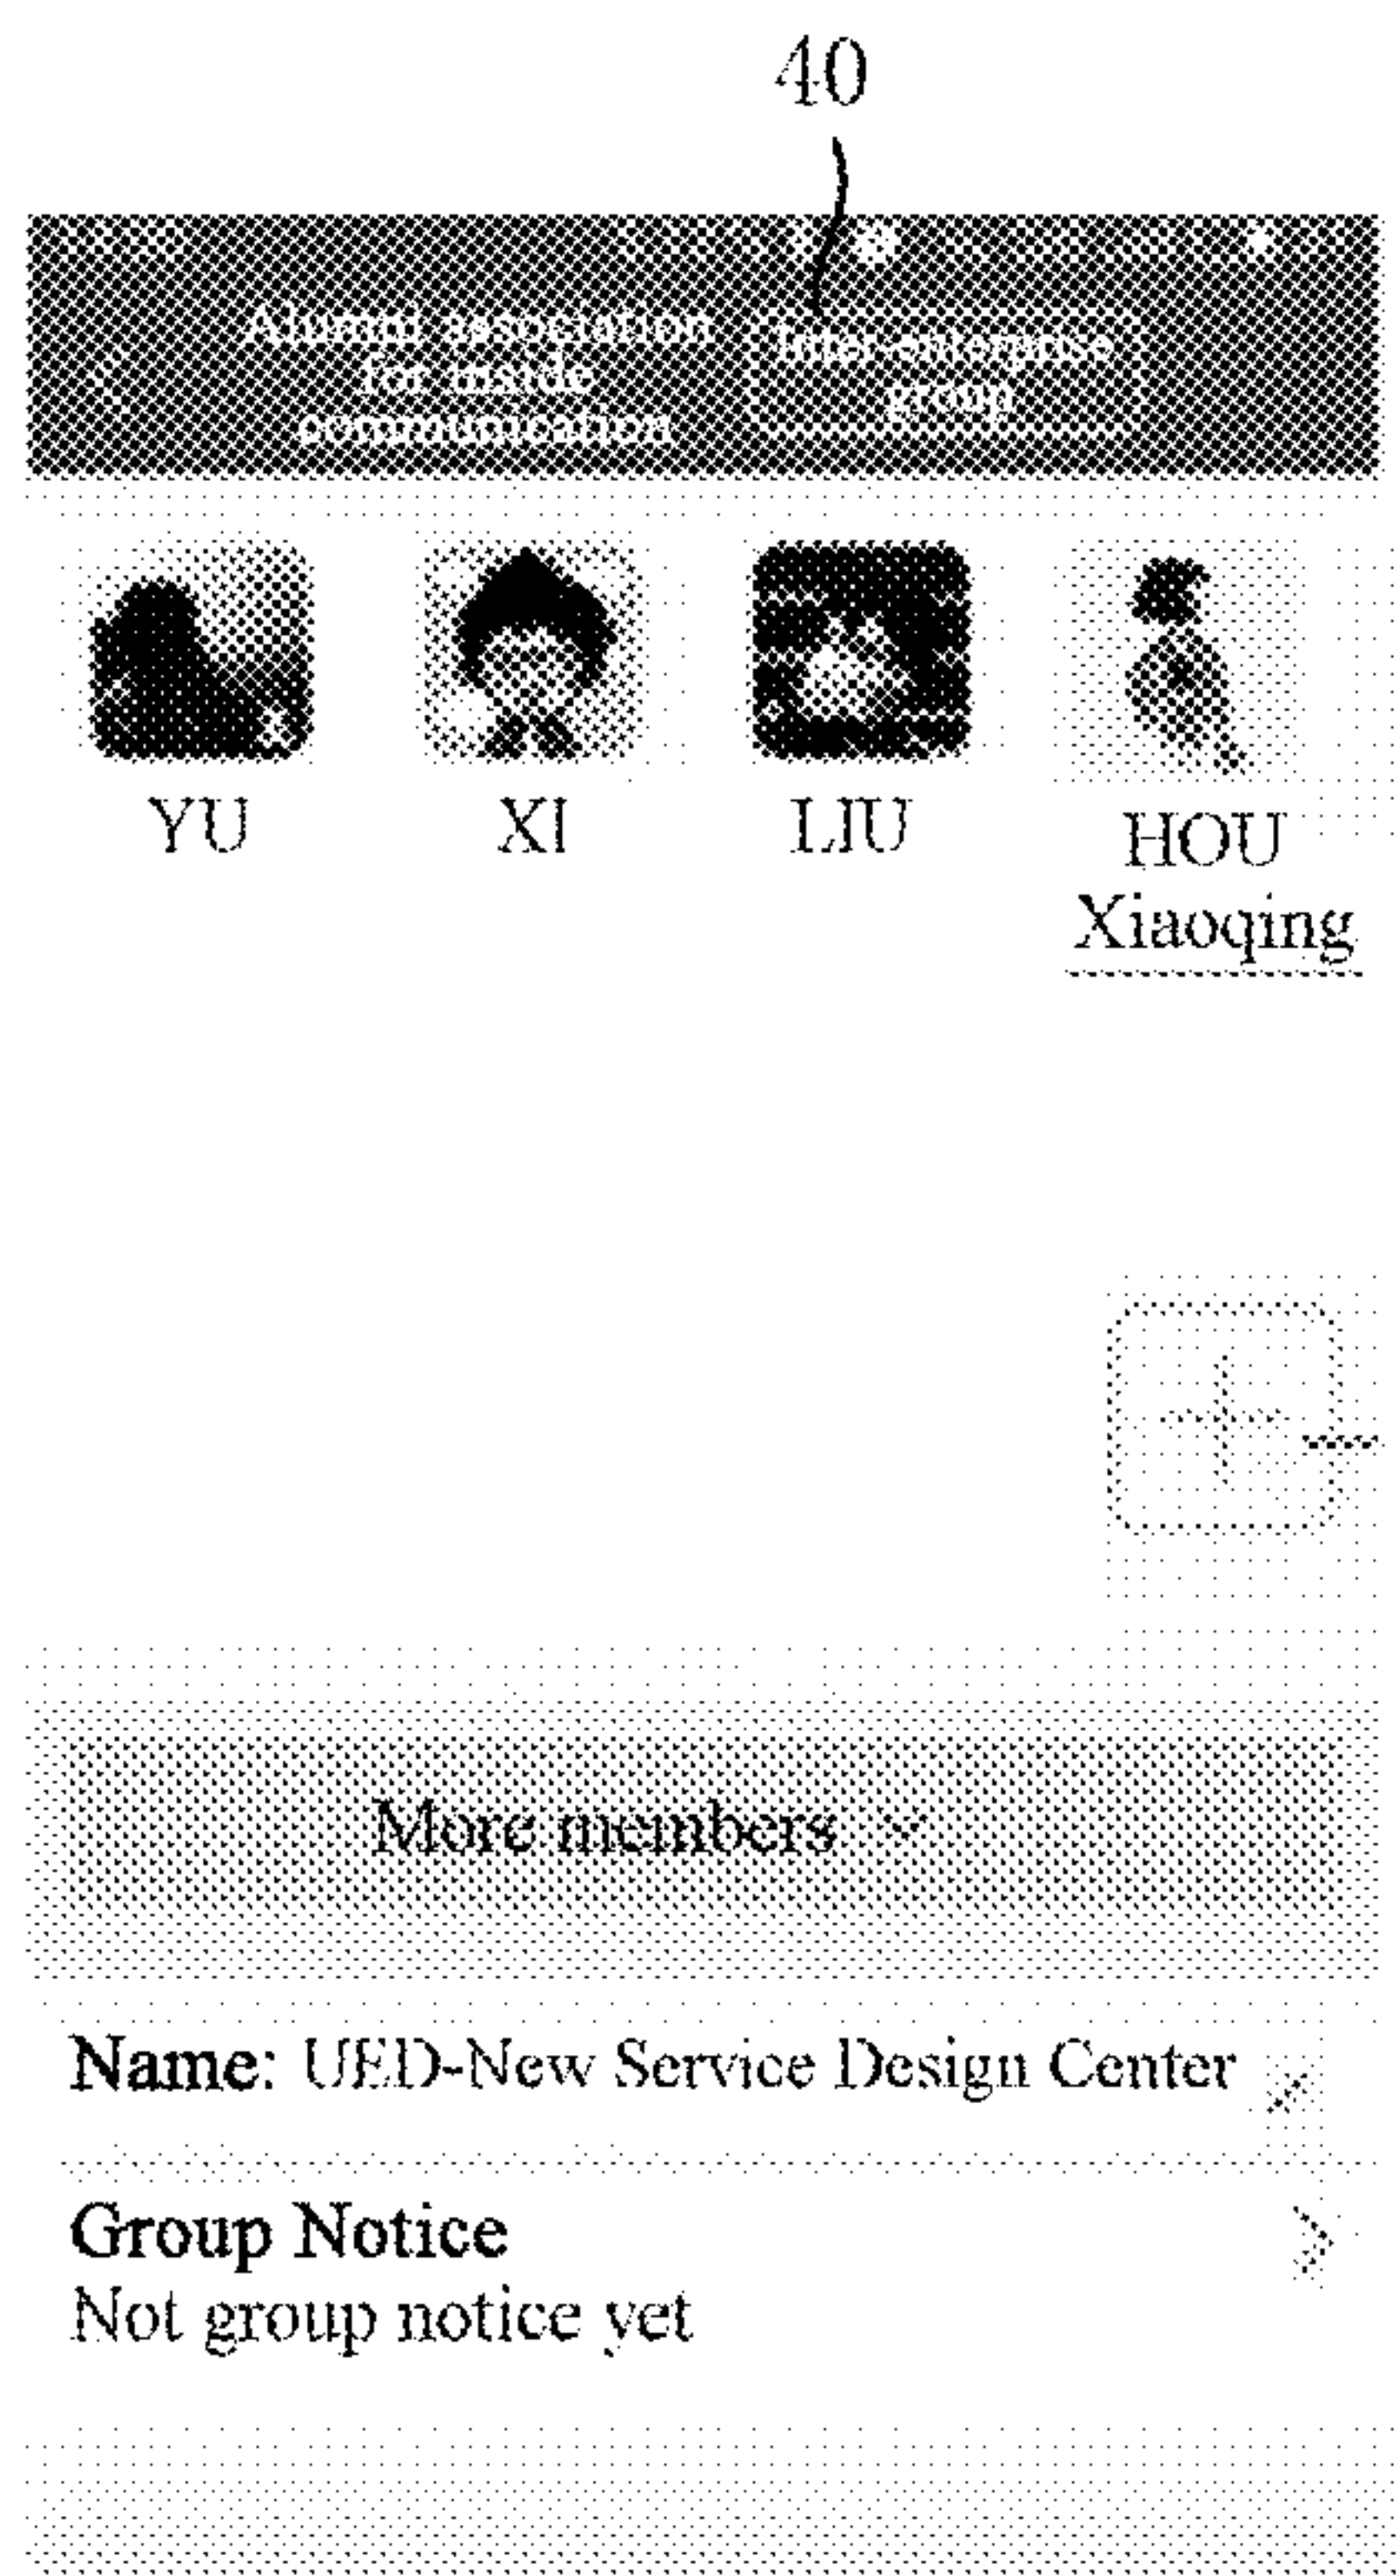 40
Alumni association
for inside
communication
Inter-enterprise
group
YU
XI
LIU
HOU
Xiaoqing
More members
Name: UED-New Service Design Center
Group Notice
Not group notice yet